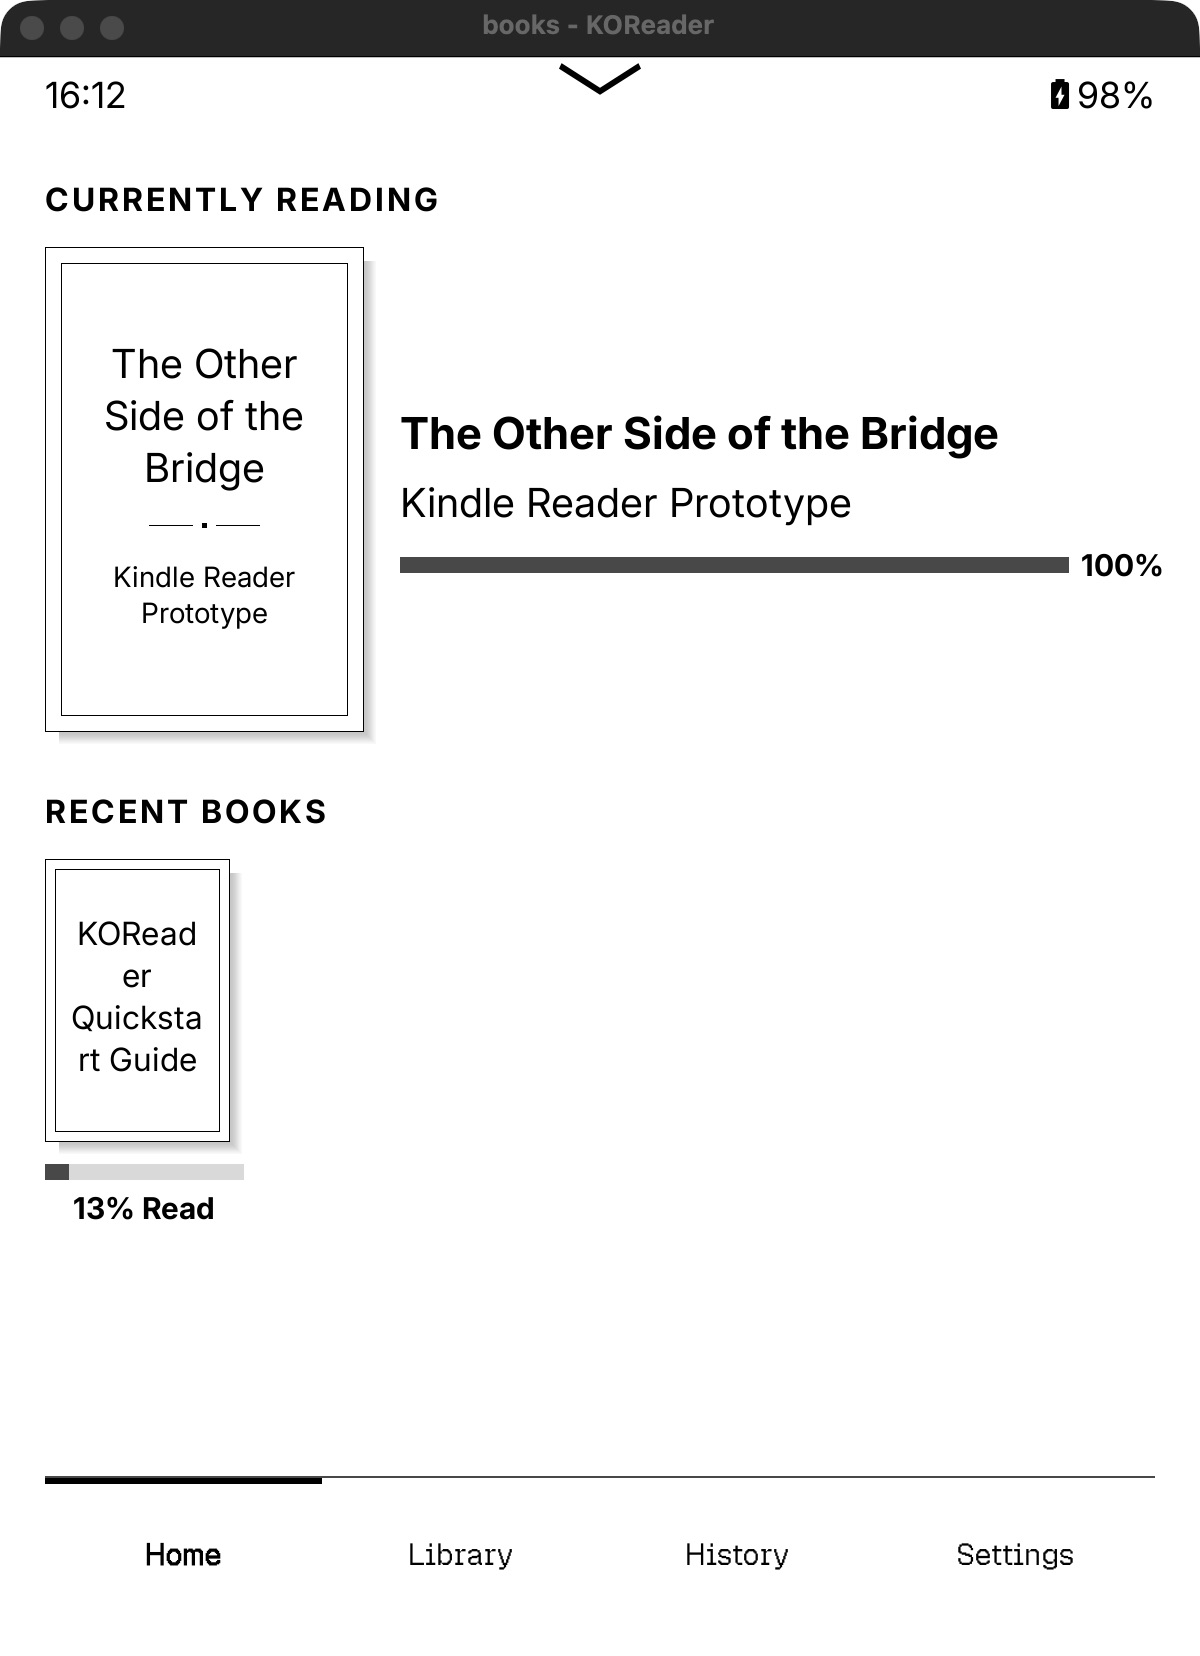 books - KOReader
16:12
98%
CURRENTLY READING
The Other
Side of the
Bridge
Kindle Reader
Prototype
The Other Side of the Bridge
Kindle Reader Prototype
100%
RECENT BOOKS
KORead
er
Quicksta
rt Guide
13% Read
Home
Library
History
Settings